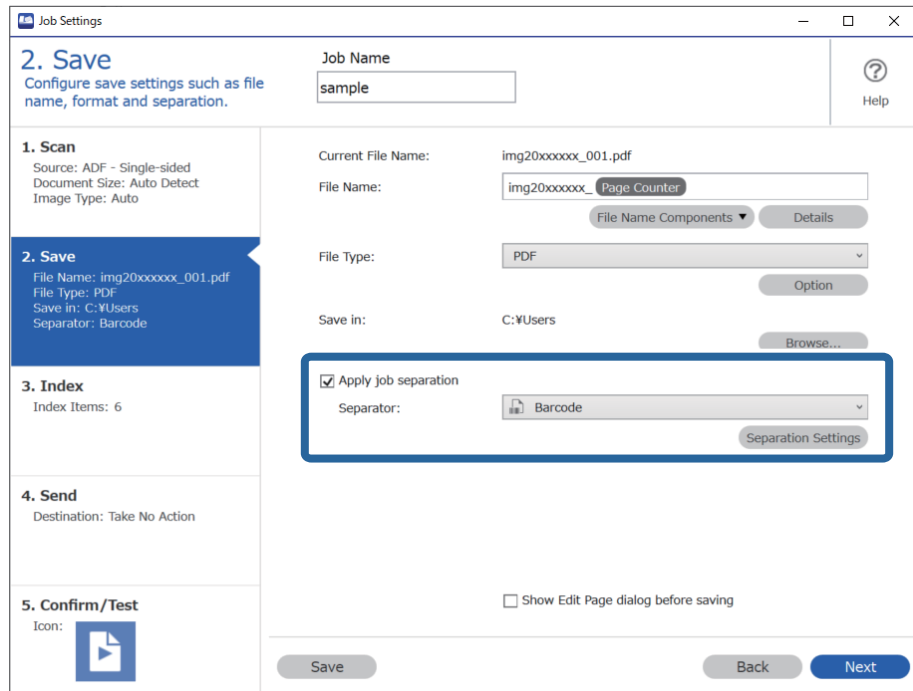 Job Settings
2. Save
Configure save settings such as file
name, format and separation.
Job Name
sample
Help
1. Scan
Source: ADF - Single-sided
Document Size: Auto Detect
Image Type: Auto
2. Save
File Name: img20xxxxxx_001.pdf
File Type: PDF
Save in: C:¥Users
Separator: Barcode
3. Index
Index Items: 6
4. Send
Destination: Take No Action
5. Confirm/Test
Icon:
Current File Name: img20xxxxxx_001.pdf
File Name: img20xxxxxx_ Page Counter
File Name Components Details
File Type: PDF
Option
Save in: C:¥Users
Browse...
Apply job separation
Separator: Barcode
Separation Settings
Show Edit Page dialog before saving
Save Back Next